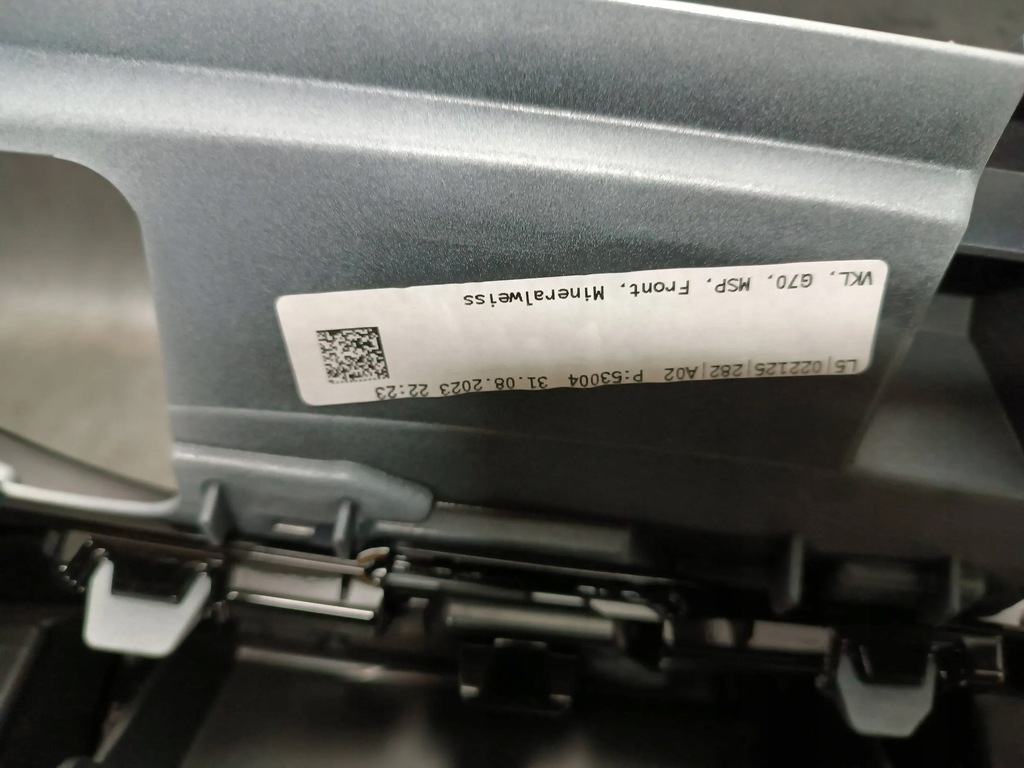 VKL, G70, MSP, Front, Mineralweiss
L5|022125|282|A02 P:53004 31.08.2023 22:23